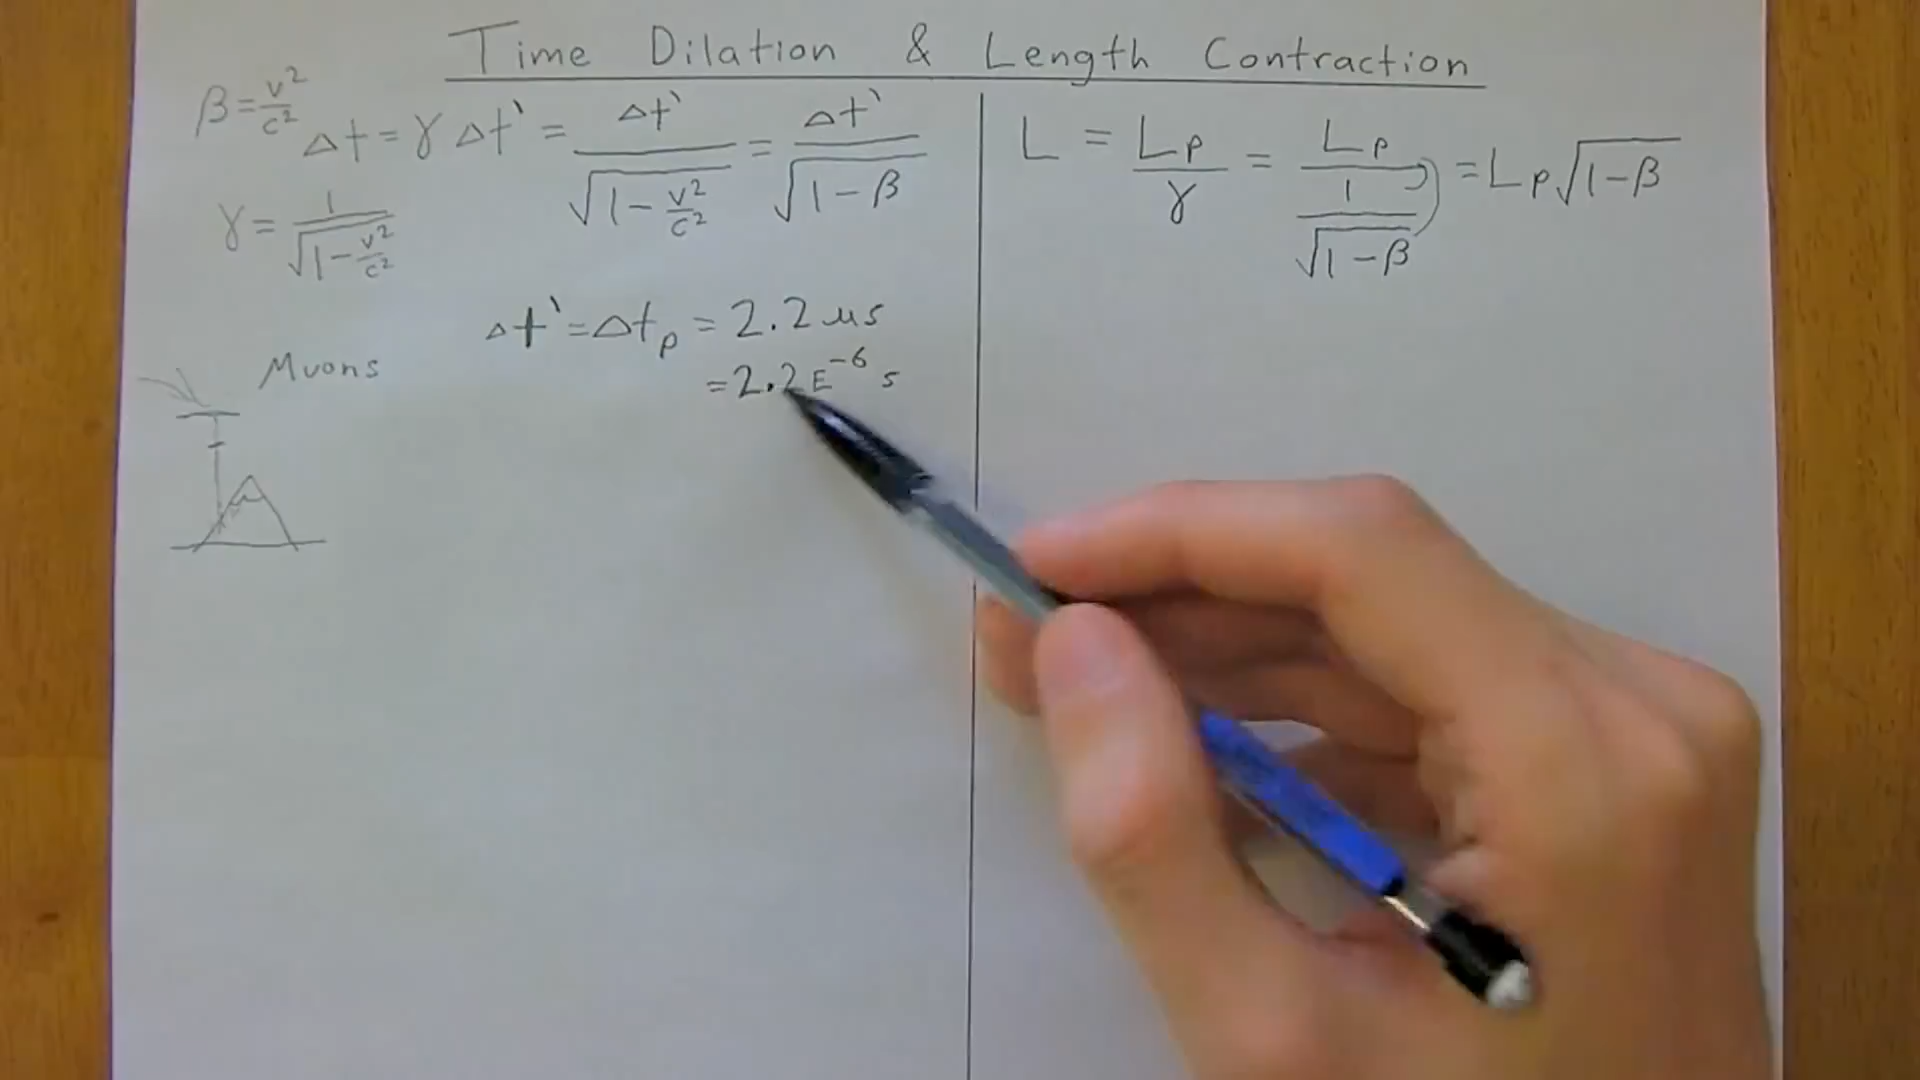 Time Dilation & Length Contraction
β = v²/c²
Δt = γ Δt' = Δt'/√(1 - v²/c²) = Δt'/√(1 - β)
γ = 1/√(1 - v²/c²)
Δt' = Δtₚ = 2.2 μs
= 2.2 E⁻⁶ s
Muons
L = Lₚ/γ = Lₚ/(1/√(1 - β)) = Lₚ√(1 - β)